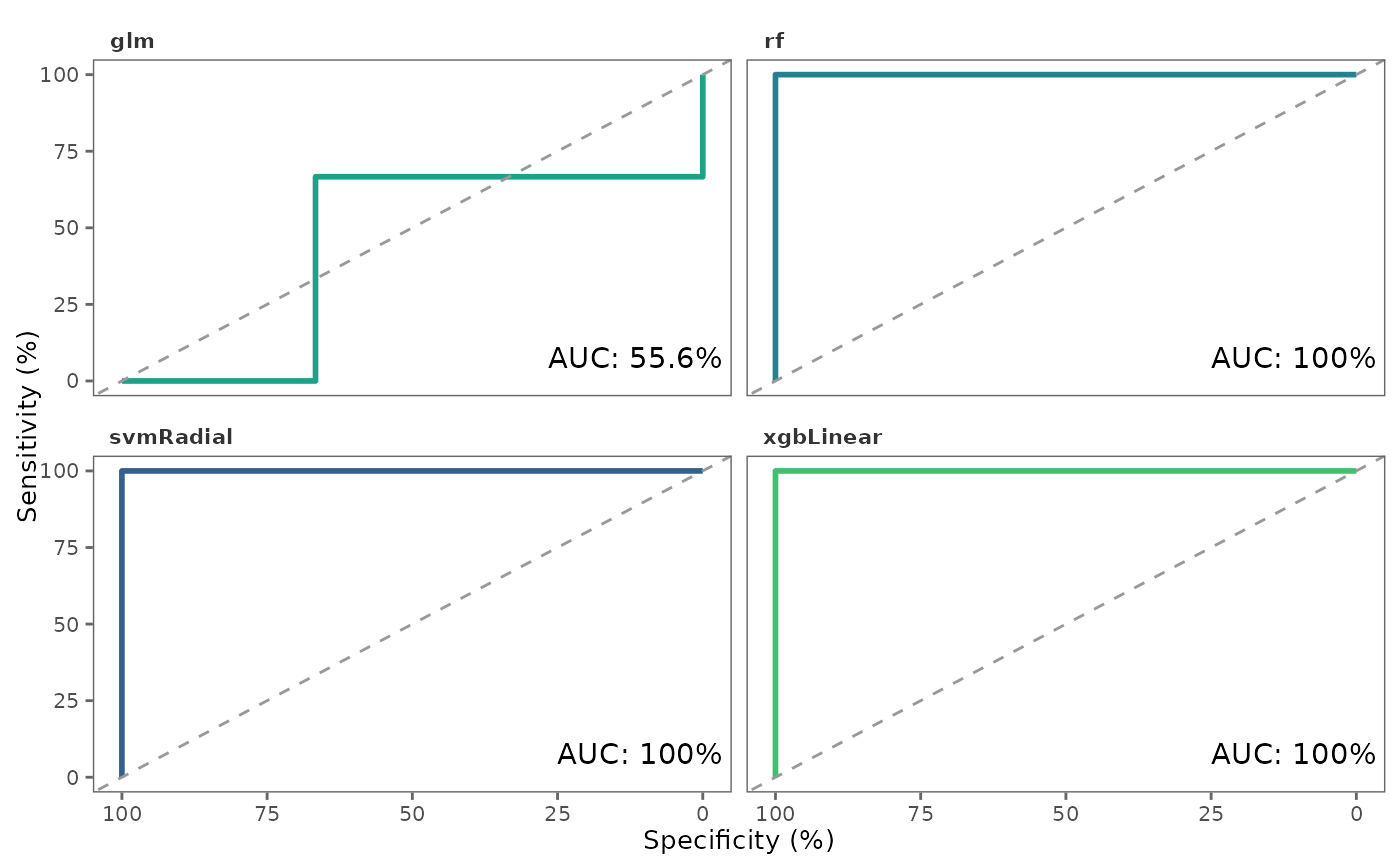 glm
rf
100
75
50
25
0
AUC: 55.6%
AUC: 100%
Sensitivity (%)
svmRadial
xgbLinear
100
75
50
25
0
AUC: 100%
AUC: 100%
100 75 50 25 0 100 75 50 25 0
Specificity (%)